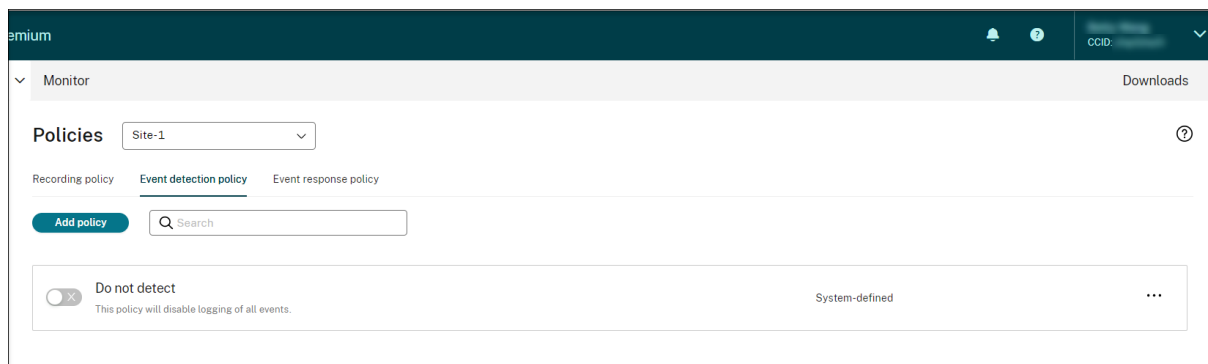 emium
CCID:
Monitor
Downloads
Policies
Site-1
Recording policy
Event detection policy
Event response policy
Add policy
Search
Do not detect
This policy will disable logging of all events.
System-defined